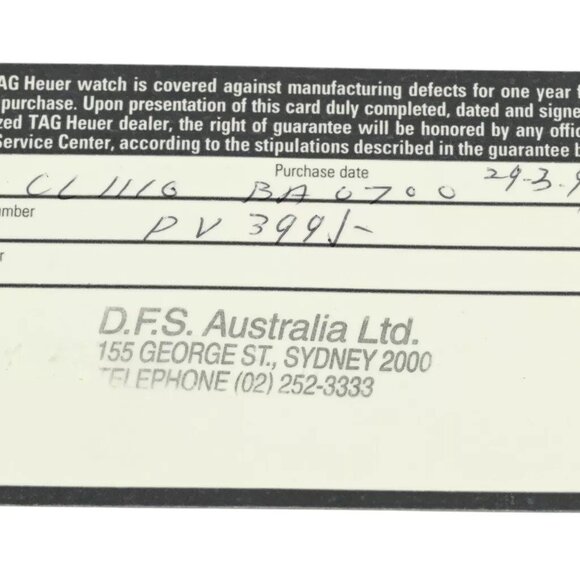 AG Heuer watch is covered against manufacturing defects for one year f
purchase. Upon presentation of this card duly completed, dated and signe
zed TAG Heuer dealer, the right of guarantee will be honored by any offic
Service Center, according to the stipulations described in the guarantee b
Purchase date
CL1110 BA0700 29-3-9
umber
PV 399/-
r
D.F.S. Australia Ltd.
155 GEORGE ST., SYDNEY 2000
TELEPHONE (02) 252-3333